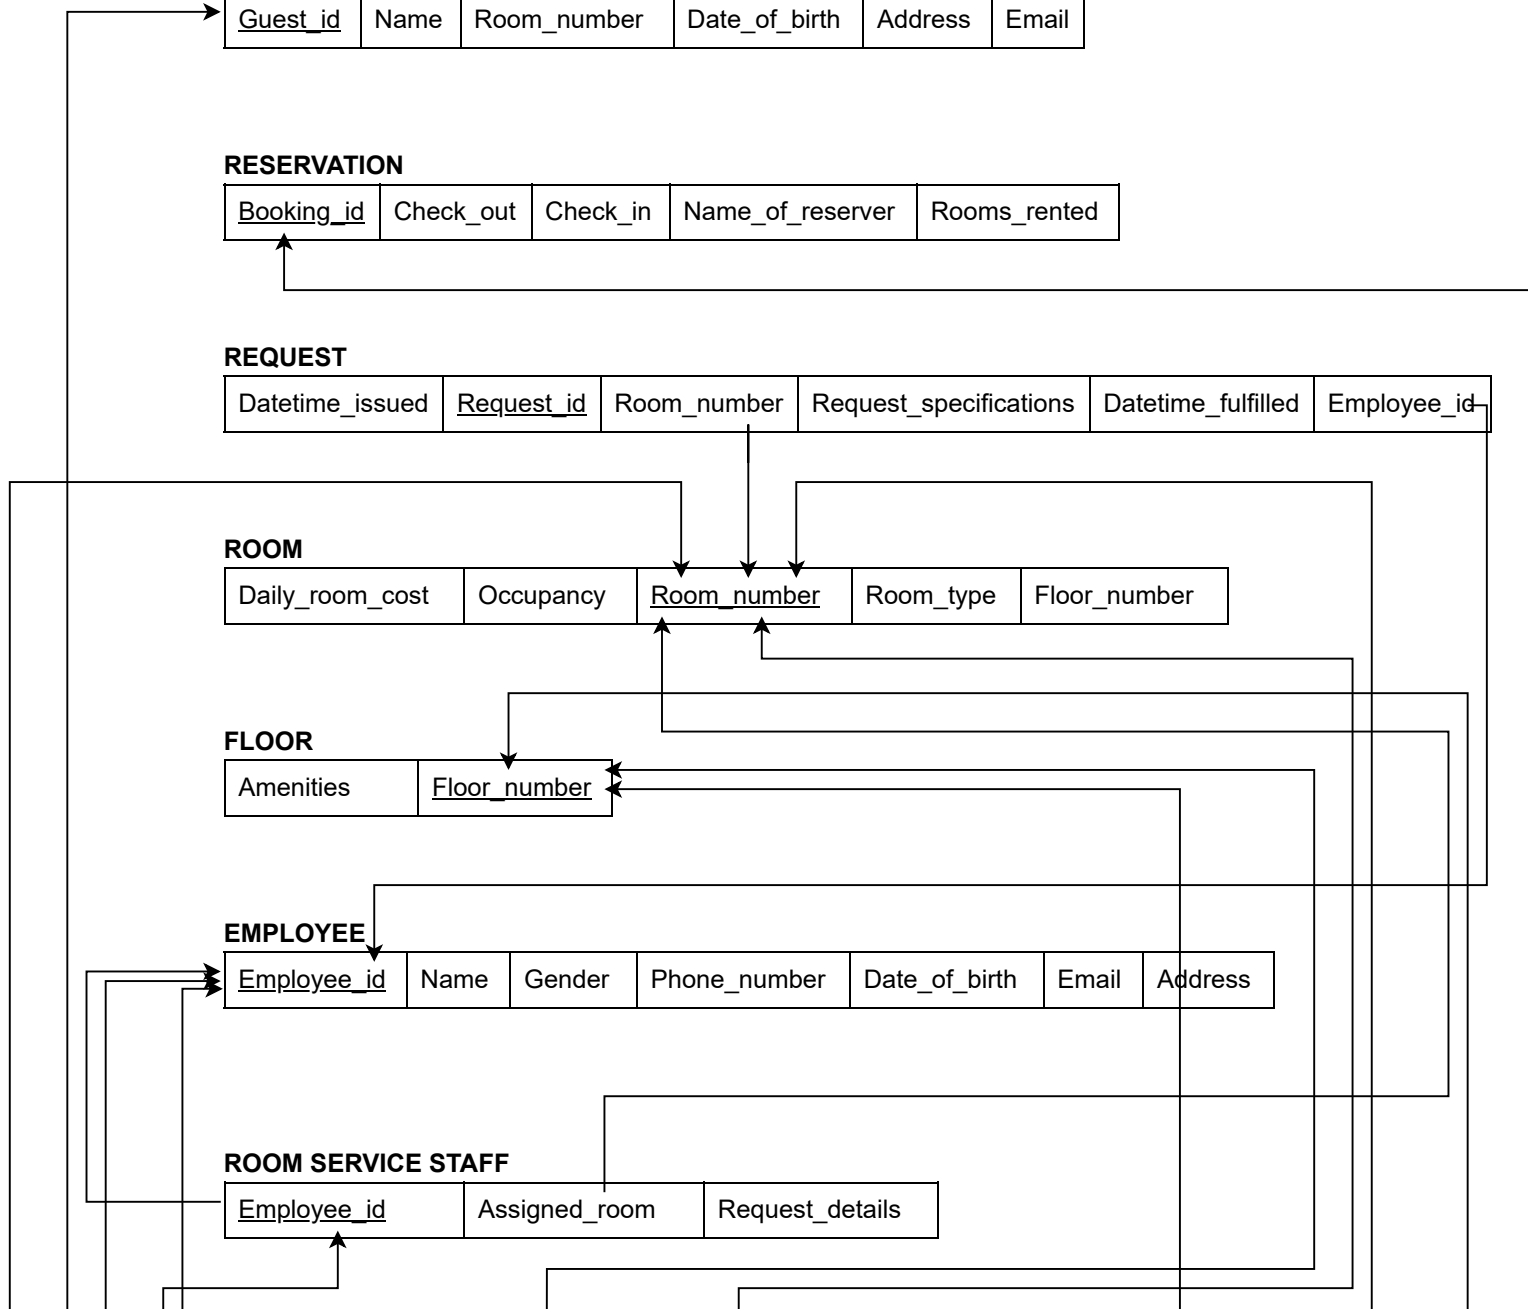 Guest_id Name Room_number Date_of_birth Address Email
RESERVATION
Booking_id Check_out Check_in Name_of_reserver Rooms_rented
REQUEST
Datetime_issued Request_id Room_number Request_specifications Datetime_fulfilled Employee_id
ROOM
Daily_room_cost Occupancy Room_number Room_type Floor_number
FLOOR
Amenities Floor_number
EMPLOYEE
Employee_id Name Gender Phone_number Date_of_birth Email Address
ROOM SERVICE STAFF
Employee_id Assigned_room Request_details